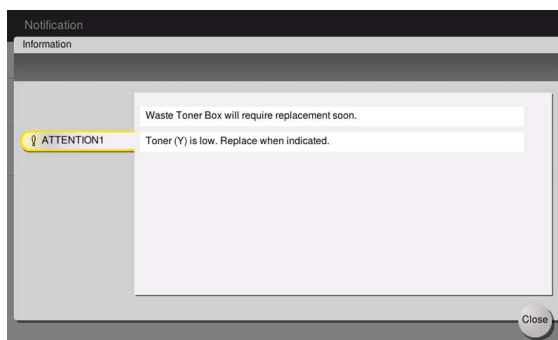 Notification
Information
Waste Toner Box will require replacement soon.
ATTENTION1
Toner (Y) is low. Replace when indicated.
Close